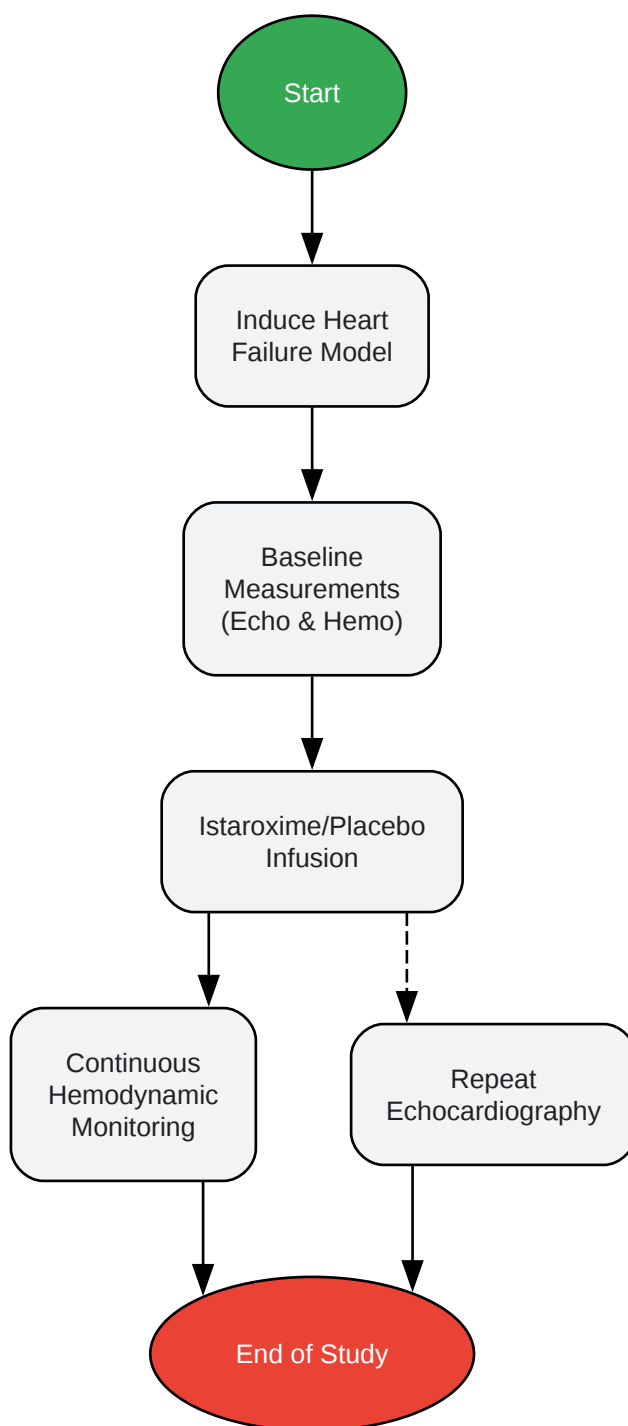 Start
Induce Heart
Failure Model
Baseline
Measurements
(Echo & Hemo)
Istaroxime/Placebo
Infusion
Continuous
Hemodynamic
Monitoring
Repeat
Echocardiography
End of Study